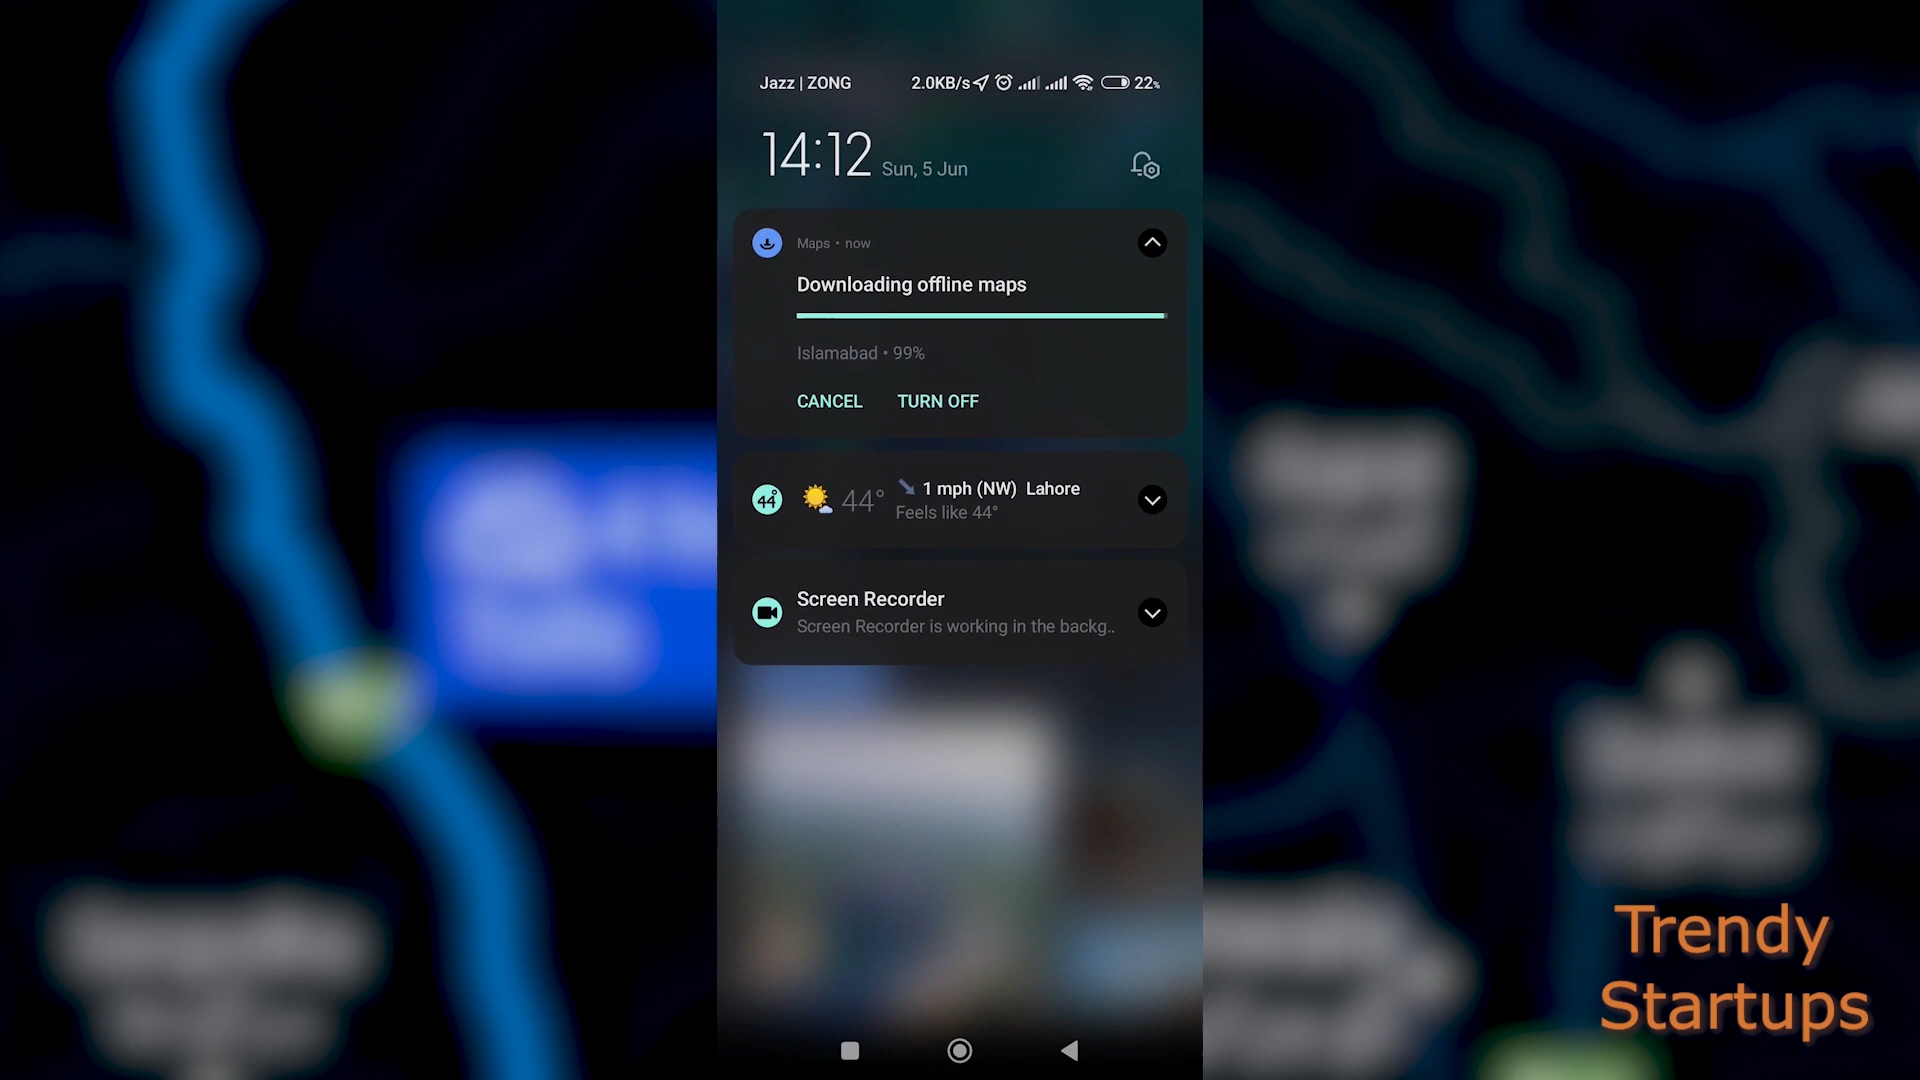 Jazz | ZONG 2.0KB/s 22%
14:12 Sun, 5 Jun
Maps • now
Downloading offline maps
Islamabad • 99%
CANCEL TURN OFF
44° 44° 1 mph (NW) Lahore
Feels like 44°
Screen Recorder
Screen Recorder is working in the backg..
Trendy
Startups